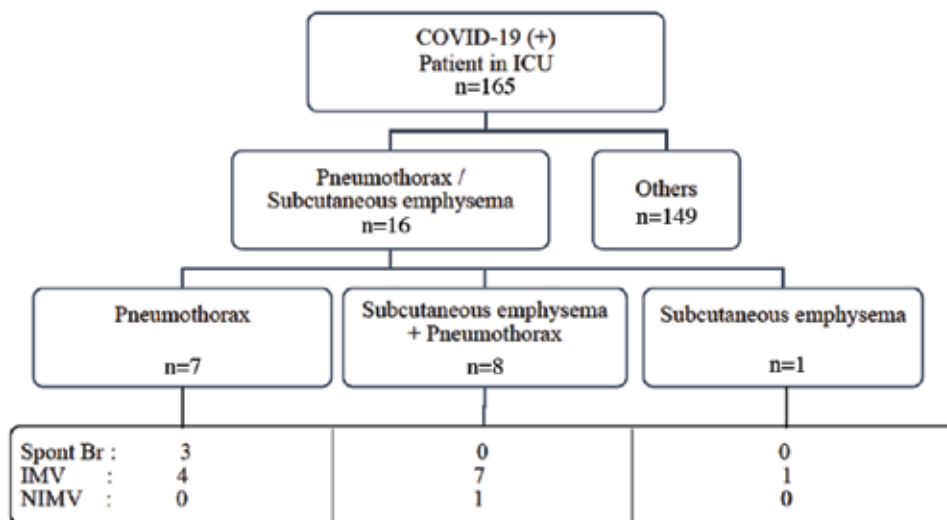 COVID-19 (+)
Patient in ICU
n=165
Pneumothorax /
Subcutaneous emphysema
n=16
Others
n=149
Pneumothorax
n=7
Subcutaneous emphysema
+ Pneumothorax
n=8
Subcutaneous emphysema
n=1
Spont Br : 3 0 0
IMV : 4 7 1
NIMV : 0 1 0